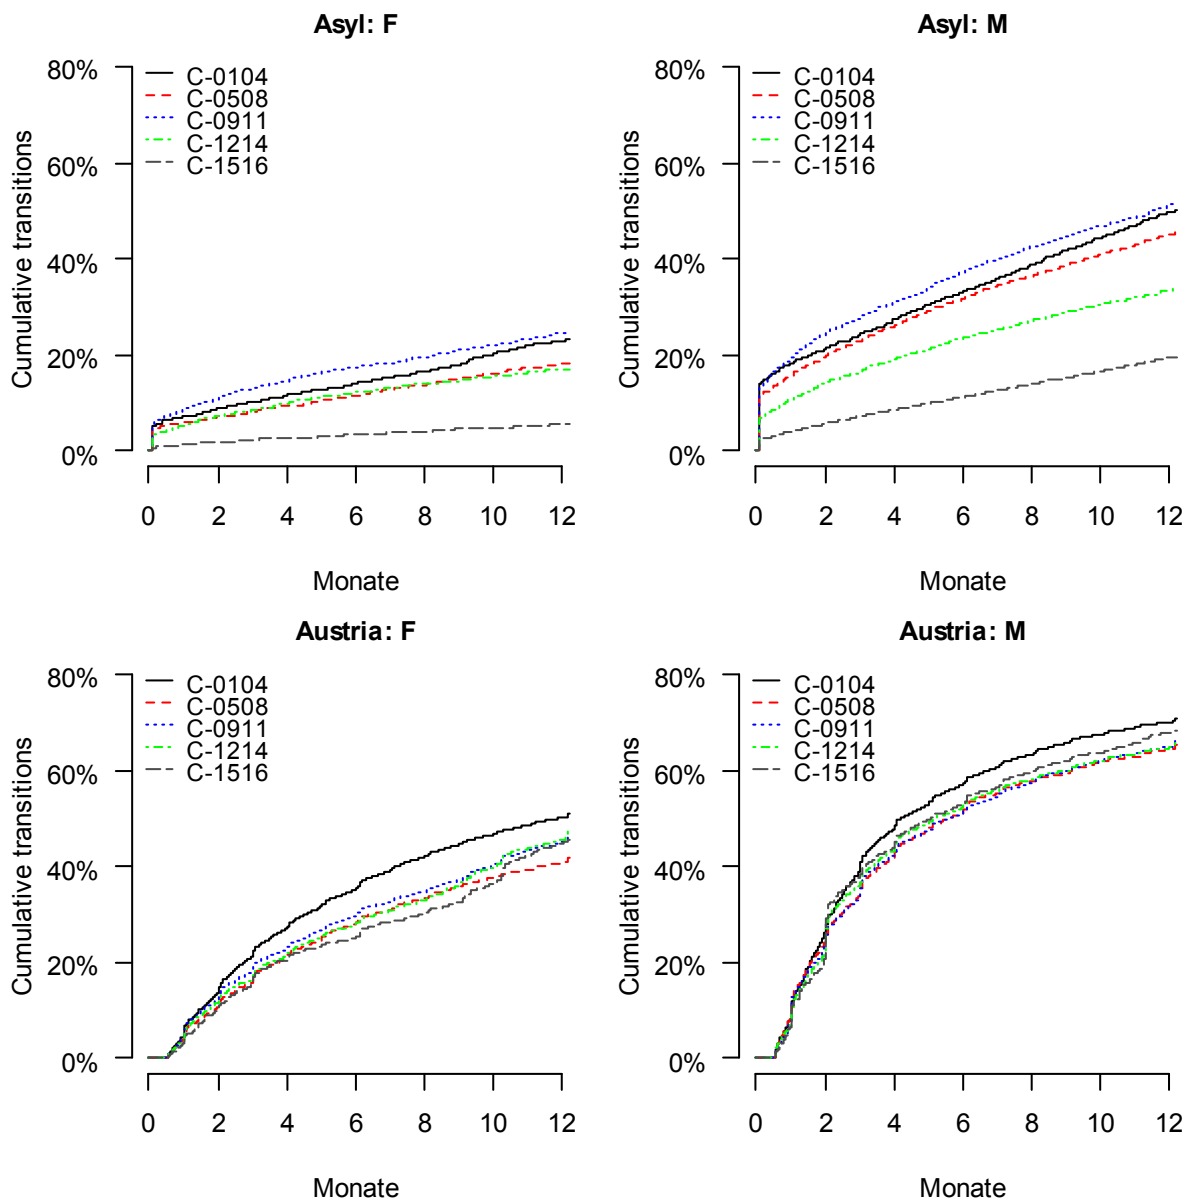 Asyl: F
80%
60%
40%
20%
0%
Cumulative transitions
C-0104
C-0508
C-0911
C-1214
C-1516
0 2 4 6 8 10 12
Monate
Asyl: M
80%
60%
40%
20%
0%
Cumulative transitions
C-0104
C-0508
C-0911
C-1214
C-1516
0 2 4 6 8 10 12
Monate
Austria: F
80%
60%
40%
20%
0%
Cumulative transitions
C-0104
C-0508
C-0911
C-1214
C-1516
0 2 4 6 8 10 12
Monate
Austria: M
80%
60%
40%
20%
0%
Cumulative transitions
C-0104
C-0508
C-0911
C-1214
C-1516
0 2 4 6 8 10 12
Monate